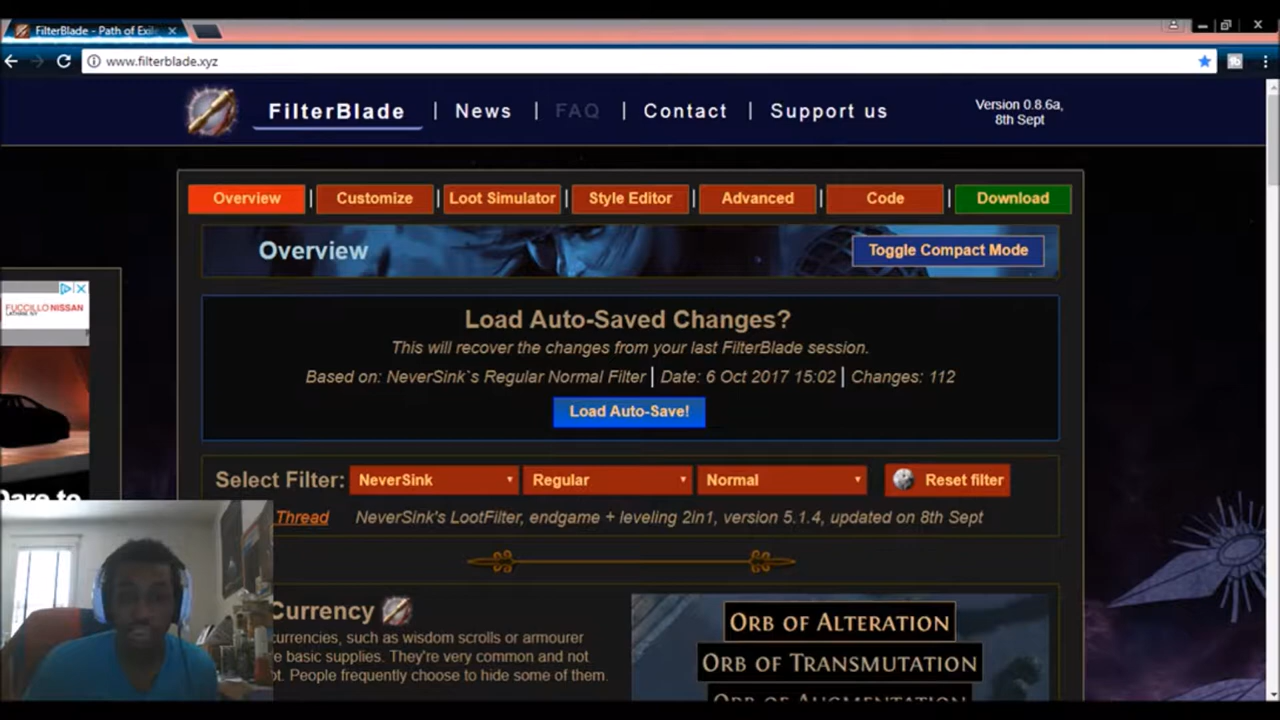 FilterBlade - Path of Exile
www.filterblade.xyz
FilterBlade | News | FAQ | Contact | Support us
Version 0.8.6a,
8th Sept
Overview | Customize | Loot Simulator | Style Editor | Advanced | Code | Download
Overview
Toggle Compact Mode
Load Auto-Saved Changes?
This will recover the changes from your last FilterBlade session.
Based on: NeverSink`s Regular Normal Filter | Date: 6 Oct 2017 15:02 | Changes: 112
Load Auto-Save!
FUCCILLO NISSAN
Select Filter: NeverSink Regular Normal Reset filter
Dare to
Thread NeverSink's LootFilter, endgame + leveling 2in1, version 5.1.4, updated on 8th Sept
Currency
currencies, such as wisdom scrolls or armourer
basic supplies. They're very common and not
People frequently choose to hide some of them.
ORB OF ALTERATION
ORB OF TRANSMUTATION
ORB OF AUGMENTATION